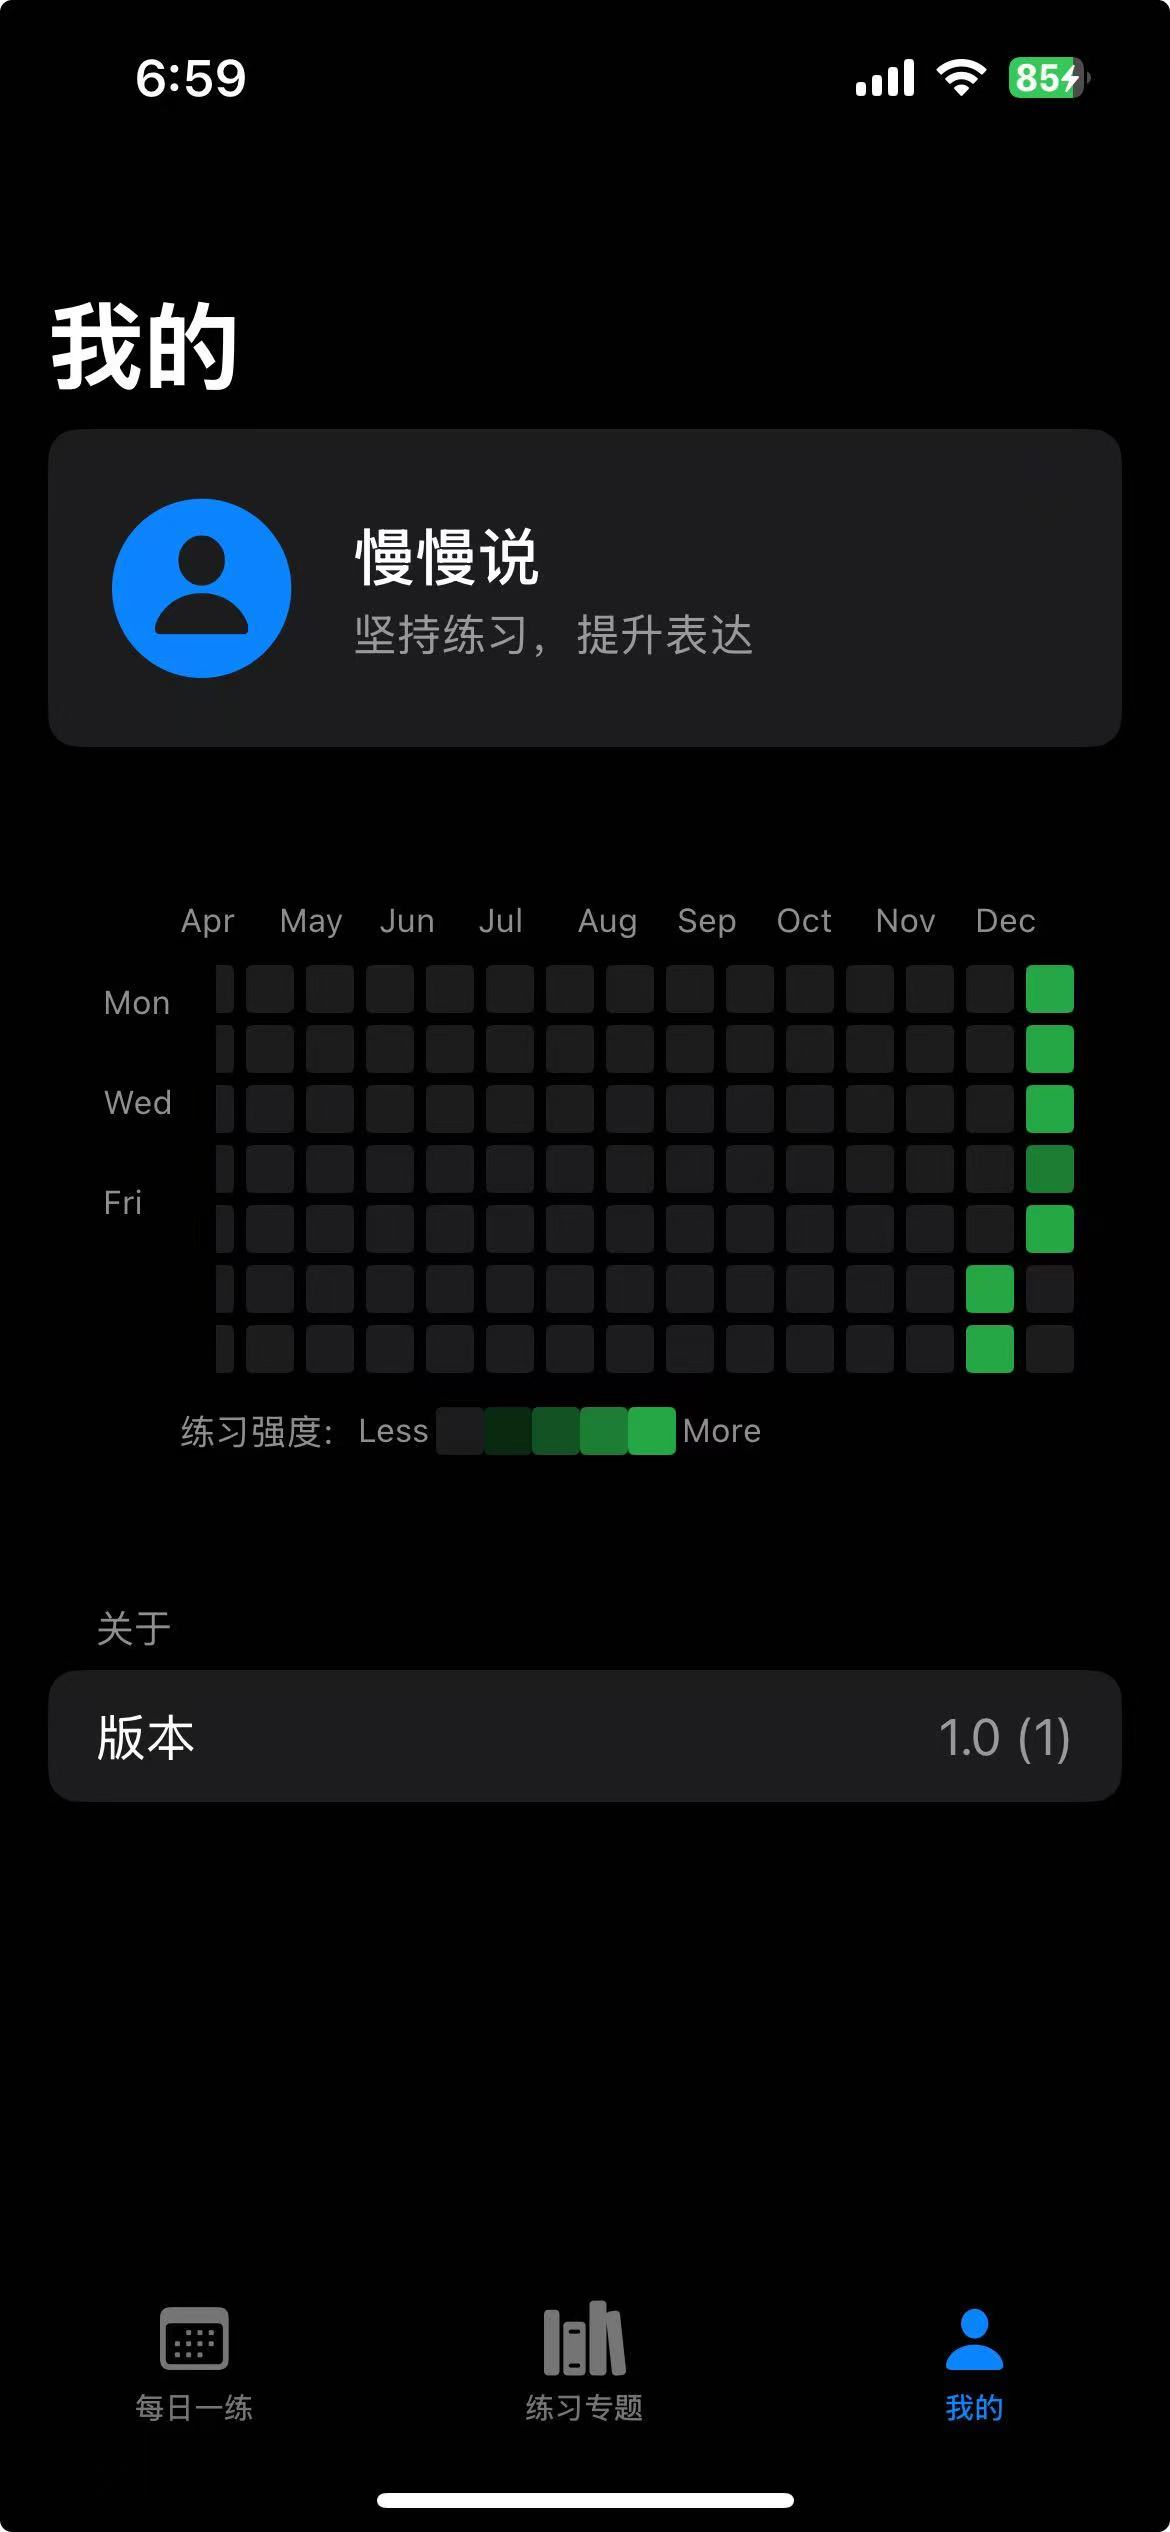 6:59
85
我的
慢慢说
坚持练习，提升表达
Apr May Jun Jul Aug Sep Oct Nov Dec
Mon
Wed
Fri
练习强度: Less More
关于
版本 1.0 (1)
每日一练 练习专题 我的